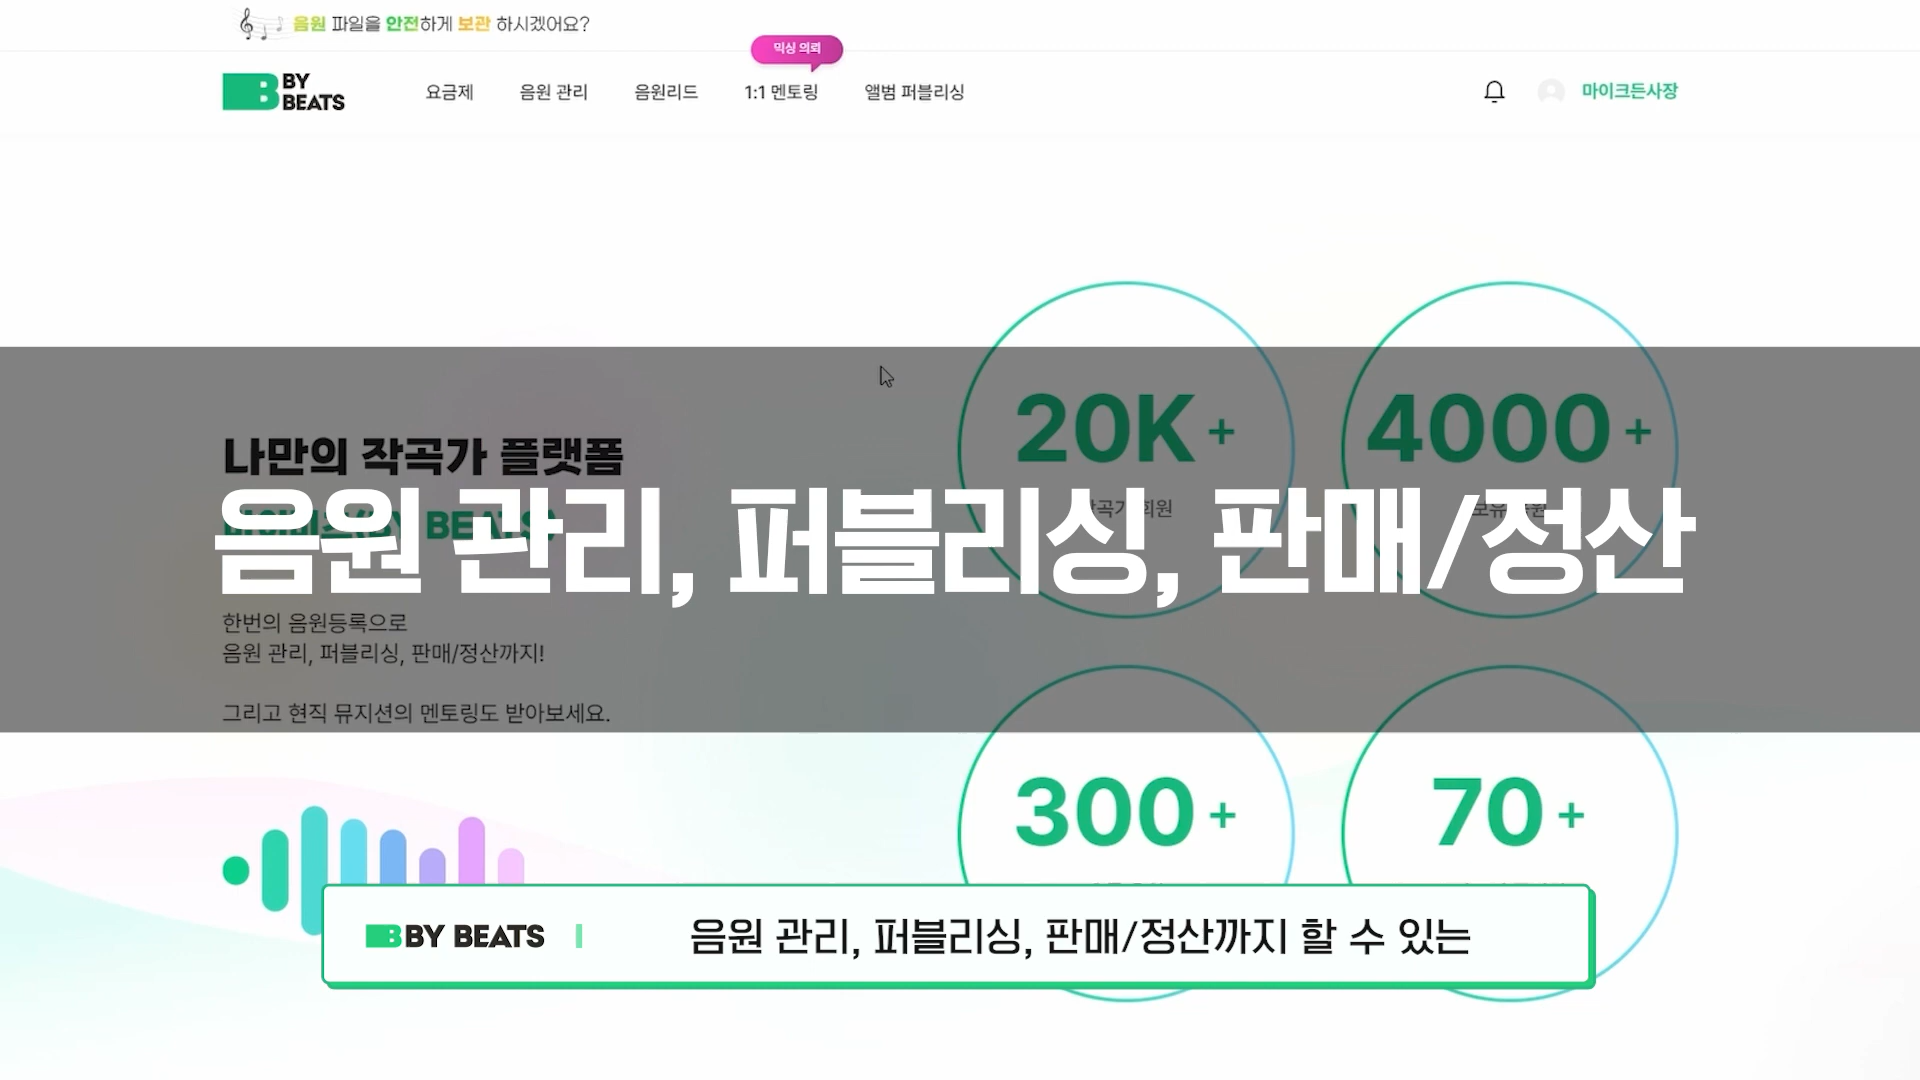 음원 파일을 안전하게 보관 하시겠어요?
믹싱 의뢰
B BY BEATS
요금제 음원 관리 음원리드 1:1 멘토링 앨범 퍼블리싱
마이크든사장
나만의 작곡가 플랫폼
BY BEATS
음원 관리, 퍼블리싱, 판매/정산
한번의 음원등록으로
음원 관리, 퍼블리싱, 판매/정산까지!
그리고 현직 뮤지션의 멘토링도 받아보세요.
20K+
회원
4000+
300+
70+
B BY BEATS
음원 관리, 퍼블리싱, 판매/정산까지 할 수 있는